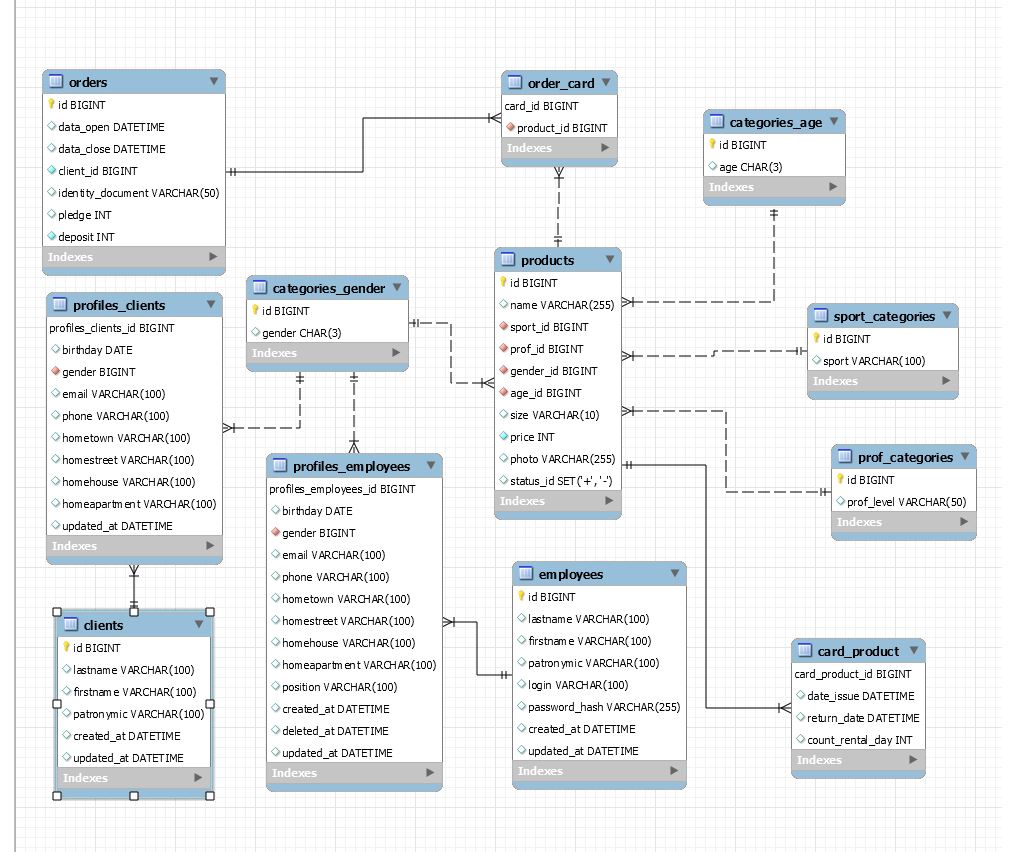 orders
id BIGINT
data_open DATETIME
data_close DATETIME
client_id BIGINT
identity_document VARCHAR(50)
pledge INT
deposit INT
Indexes
order_card
card_id BIGINT
product_id BIGINT
Indexes
categories_age
id BIGINT
age CHAR(3)
Indexes
profiles_clients
profiles_clients_id BIGINT
birthday DATE
gender BIGINT
email VARCHAR(100)
phone VARCHAR(100)
hometown VARCHAR(100)
homestreet VARCHAR(100)
homehouse VARCHAR(100)
homeapartment VARCHAR(100)
updated_at DATETIME
Indexes
categories_gender
id BIGINT
gender CHAR(3)
Indexes
products
id BIGINT
name VARCHAR(255)
sport_id BIGINT
prof_id BIGINT
gender_id BIGINT
age_id BIGINT
size VARCHAR(10)
price INT
photo VARCHAR(255)
status_id SET('+', '-')
Indexes
sport_categories
id BIGINT
sport VARCHAR(100)
Indexes
prof_categories
id BIGINT
prof_level VARCHAR(50)
Indexes
profiles_employees
profiles_employees_id BIGINT
birthday DATE
gender BIGINT
email VARCHAR(100)
phone VARCHAR(100)
hometown VARCHAR(100)
homestreet VARCHAR(100)
homehouse VARCHAR(100)
homeapartment VARCHAR(100)
position VARCHAR(100)
created_at DATETIME
deleted_at DATETIME
updated_at DATETIME
Indexes
employees
id BIGINT
lastname VARCHAR(100)
firstname VARCHAR(100)
patronymic VARCHAR(100)
login VARCHAR(100)
password_hash VARCHAR(255)
created_at DATETIME
updated_at DATETIME
Indexes
clients
id BIGINT
lastname VARCHAR(100)
firstname VARCHAR(100)
patronymic VARCHAR(100)
created_at DATETIME
updated_at DATETIME
Indexes
card_product
card_product_id BIGINT
date_issue DATETIME
return_date DATETIME
count_rental_day INT
Indexes